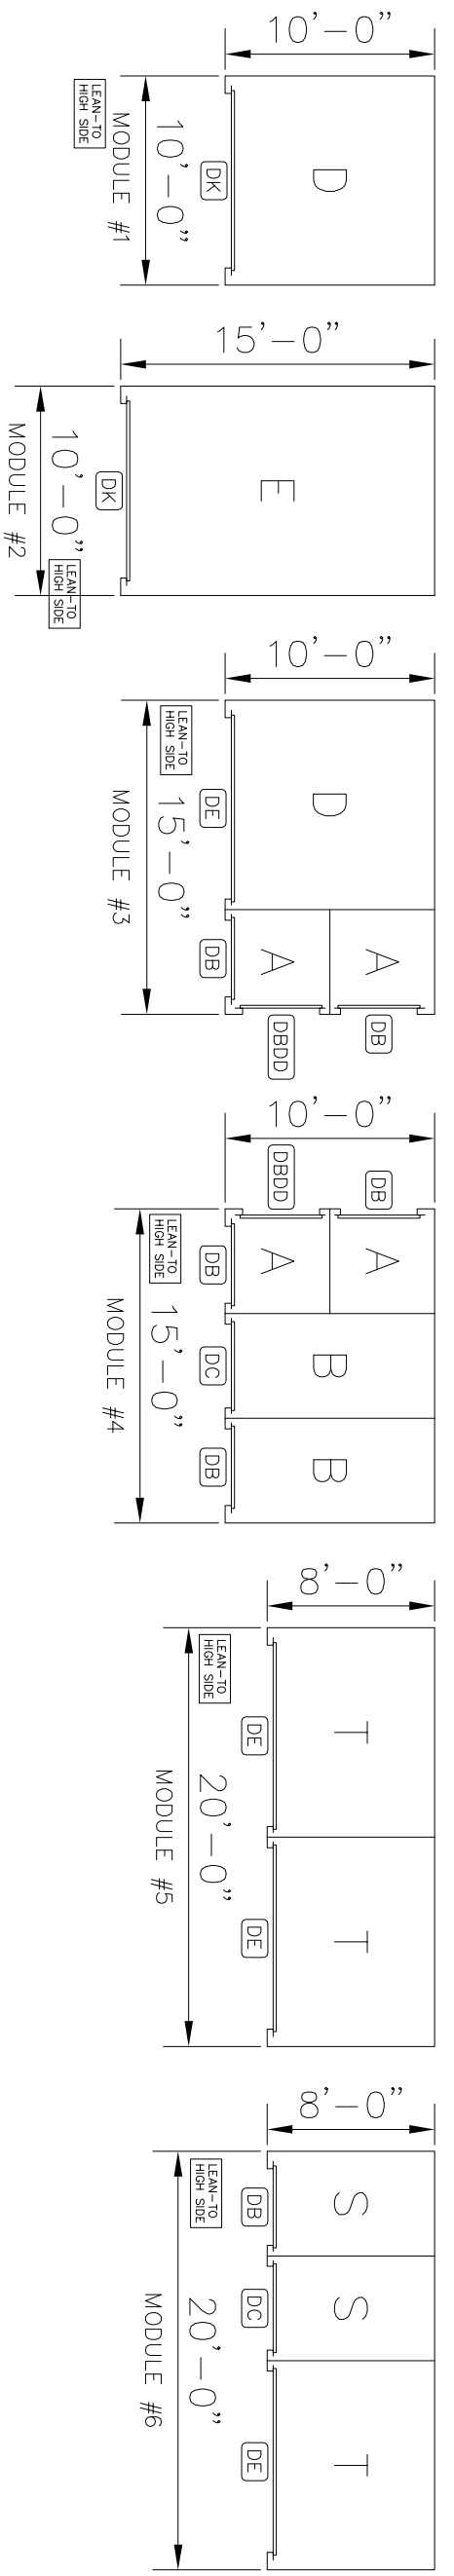 10'-0"
D
DK
10'-0"
MODULE #1
LEAN-TO
HIGH SIDE
15'-0"
E
DK
10'-0"
MODULE #2
LEAN-TO
HIGH SIDE
10'-0"
D
A
A
DB
DBDD
DE
DB
15'-0"
LEAN-TO
HIGH SIDE
MODULE #3
10'-0"
DB
DBDD
A
A
B
B
DB
DC
DB
15'-0"
LEAN-TO
HIGH SIDE
MODULE #4
8'-0"
T
T
DE
DE
20'-0"
LEAN-TO
HIGH SIDE
MODULE #5
8'-0"
S
S
T
DB
DC
DE
20'-0"
LEAN-TO
HIGH SIDE
MODULE #6